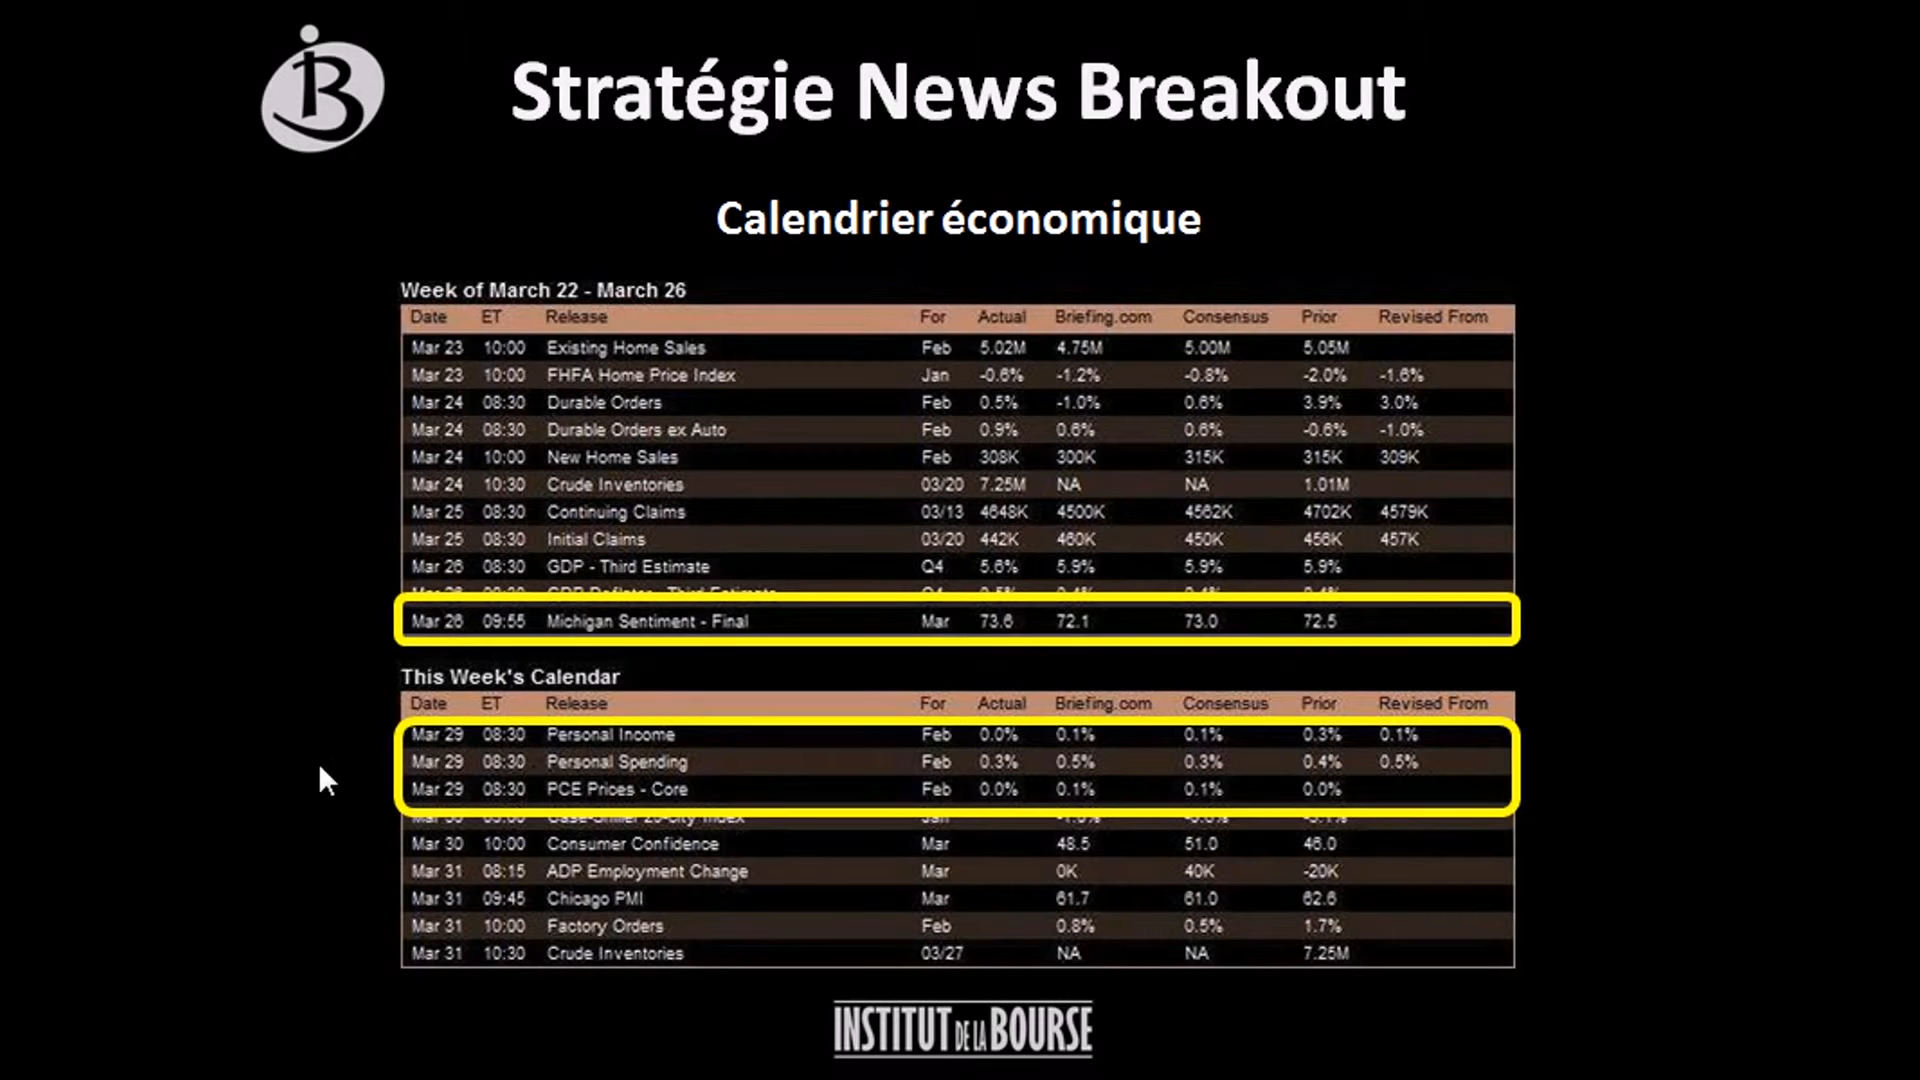 Stratégie News Breakout
Calendrier économique
Week of March 22 - March 26
Date ET Release For Actual Briefing.com Consensus Prior Revised From
Mar 23 10:00 Existing Home Sales Feb 5.02M 4.75M 5.00M 5.05M
Mar 23 10:00 FHFA Home Price Index Jan -0.6% -1.2% -0.8% -2.0% -1.6%
Mar 24 08:30 Durable Orders Feb 0.5% -1.0% 0.6% 3.9% 3.0%
Mar 24 08:30 Durable Orders ex Auto Feb 0.9% 0.6% 0.6% -0.6% -1.0%
Mar 24 10:00 New Home Sales Feb 308K 300K 315K 315K 309K
Mar 24 10:30 Crude Inventories 03/20 7.25M NA NA 1.01M
Mar 25 08:30 Continuing Claims 03/13 4648K 4500K 4562K 4702K 4579K
Mar 25 08:30 Initial Claims 03/20 442K 460K 450K 456K 457K
Mar 26 08:30 GDP - Third Estimate Q4 5.6% 5.9% 5.9% 5.9%
GDP Deflator - Third Estimate Q4
Mar 26 09:55 Michigan Sentiment - Final Mar 73.6 72.1 73.0 72.5
This Week's Calendar
Date ET Release For Actual Briefing.com Consensus Prior Revised From
Mar 29 08:30 Personal Income Feb 0.0% 0.1% 0.1% 0.3% 0.1%
Mar 29 08:30 Personal Spending Feb 0.3% 0.5% 0.3% 0.4% 0.5%
Mar 29 08:30 PCE Prices - Core Feb 0.0% 0.1% 0.1% 0.0%
Mar 30 Case-Shiller 20-city Index Jan
Mar 30 10:00 Consumer Confidence Mar 48.5 51.0 46.0
Mar 31 08:15 ADP Employment Change Mar 0K 40K -20K
Mar 31 09:45 Chicago PMI Mar 61.7 61.0 62.6
Mar 31 10:00 Factory Orders Feb 0.8% 0.5% 1.7%
Mar 31 10:30 Crude Inventories 03/27 NA NA 7.25M
INSTITUT DE LA BOURSE